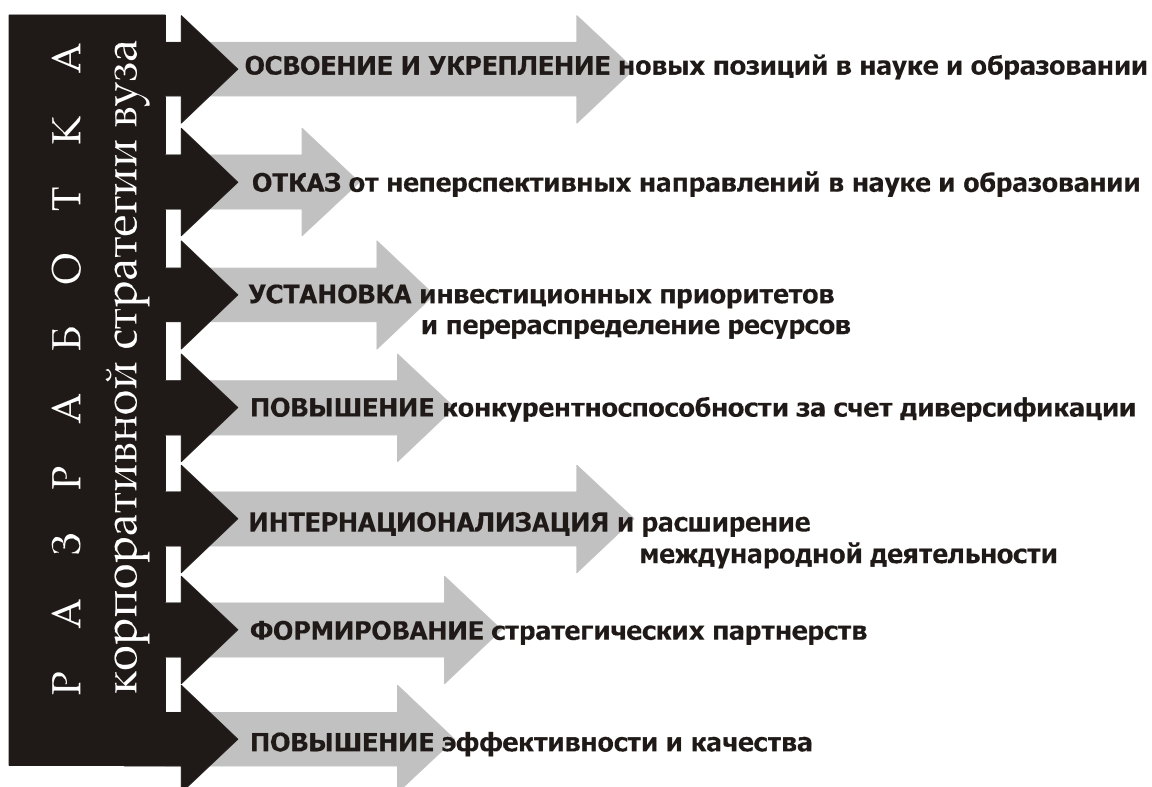 РАЗРАБОТКА
корпоративной стратегии вуза
ОСВОЕНИЕ И УКРЕПЛЕНИЕ новых позиций в науке и образовании
ОТКАЗ от неперспективных направлений в науке и образовании
УСТАНОВКА инвестиционных приоритетов
и перераспределение ресурсов
ПОВЫШЕНИЕ конкурентноспособности за счет диверсификации
ИНТЕРНАЦИОНАЛИЗАЦИЯ и расширение
международной деятельности
ФОРМИРОВАНИЕ стратегических партнерств
ПОВЫШЕНИЕ эффективности и качества